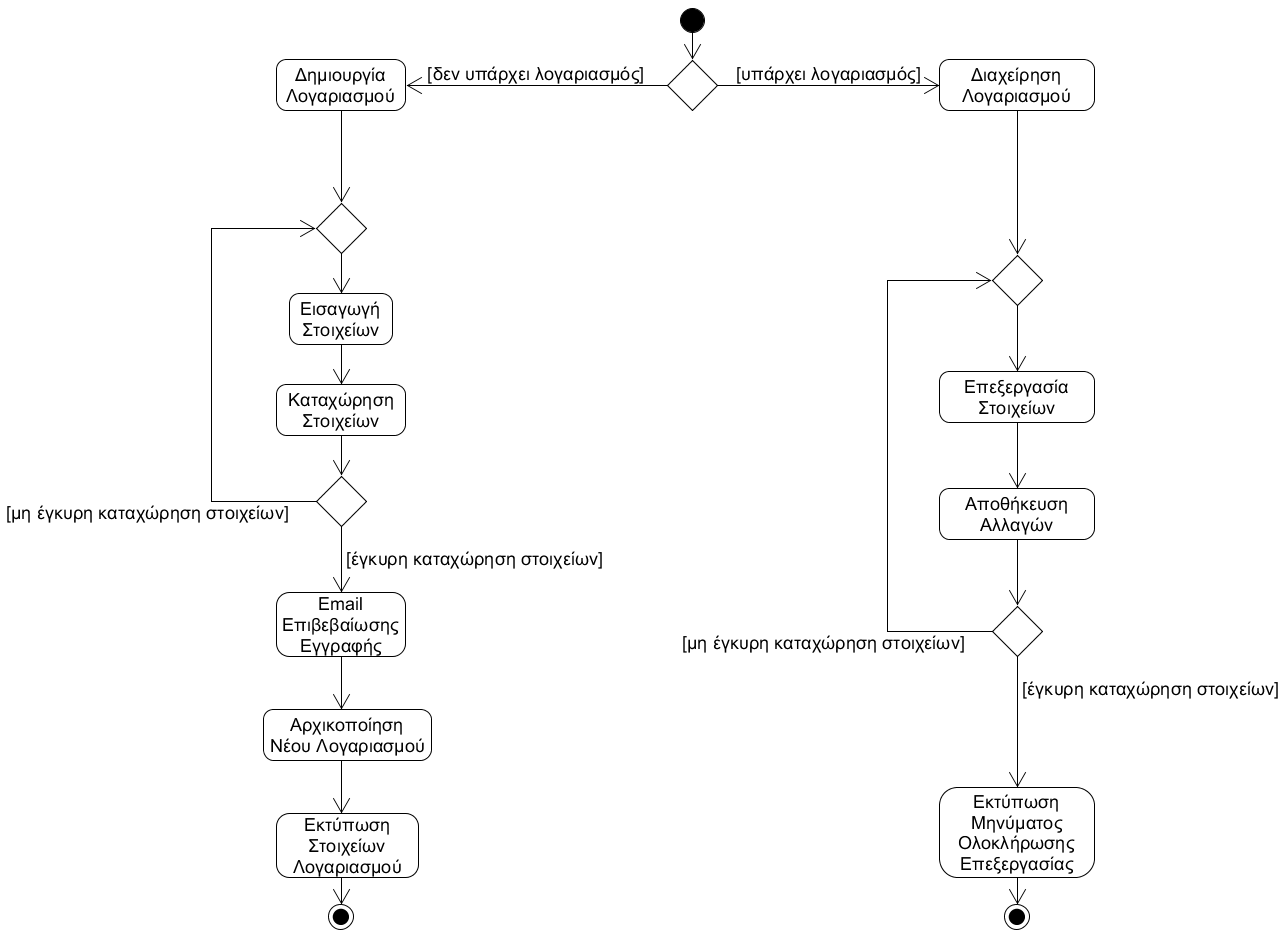 Δημιουργία
Λογαριασμού
[δεν υπάρχει λογαριασμός]
[υπάρχει λογαριασμός]
Διαχείρηση
Λογαριασμού
Εισαγωγή
Στοιχείων
Καταχώρηση
Στοιχείων
[μη έγκυρη καταχώρηση στοιχείων]
[έγκυρη καταχώρηση στοιχείων]
Email
Επιβεβαίωσης
Εγγραφής
Αρχικοποίηση
Νέου Λογαριασμού
Εκτύπωση
Στοιχείων
Λογαριασμού
Επεξεργασία
Στοιχείων
Αποθήκευση
Αλλαγών
[μη έγκυρη καταχώρηση στοιχείων]
[έγκυρη καταχώρηση στοιχείων]
Εκτύπωση
Μηνύματος
Ολοκλήρωσης
Επεξεργασίας